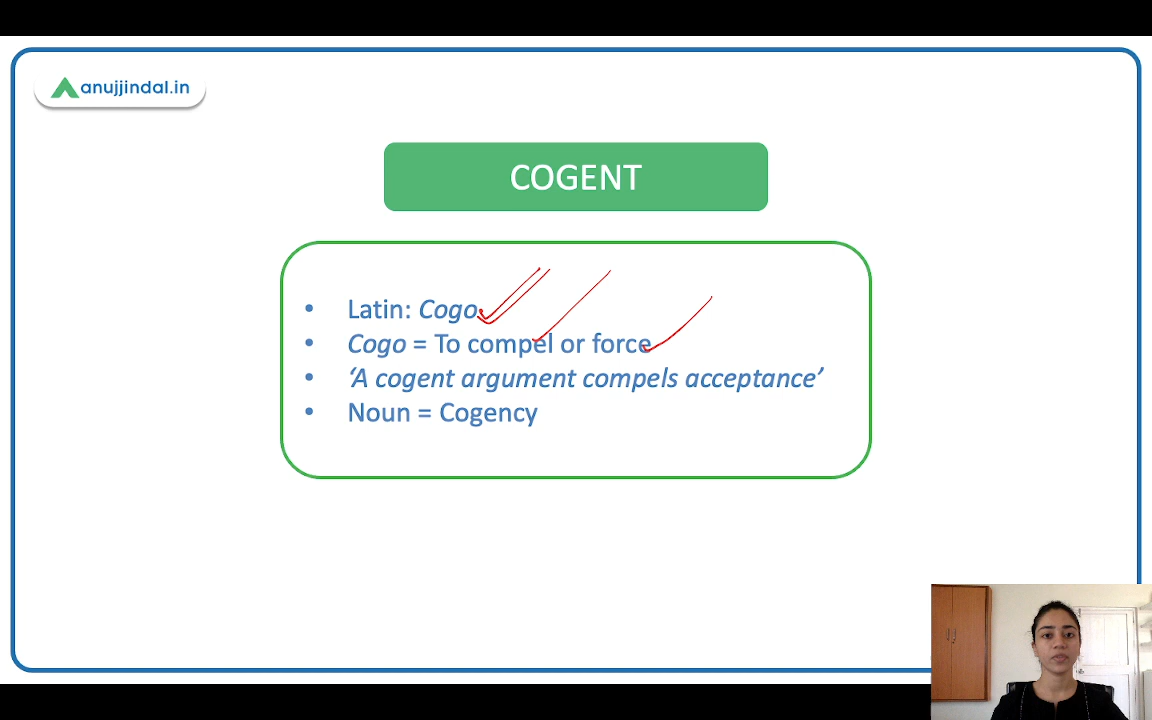 anujjindal.in
COGENT
• Latin: Cogo
• Cogo = To compel or force
• ‘A cogent argument compels acceptance’
• Noun = Cogency